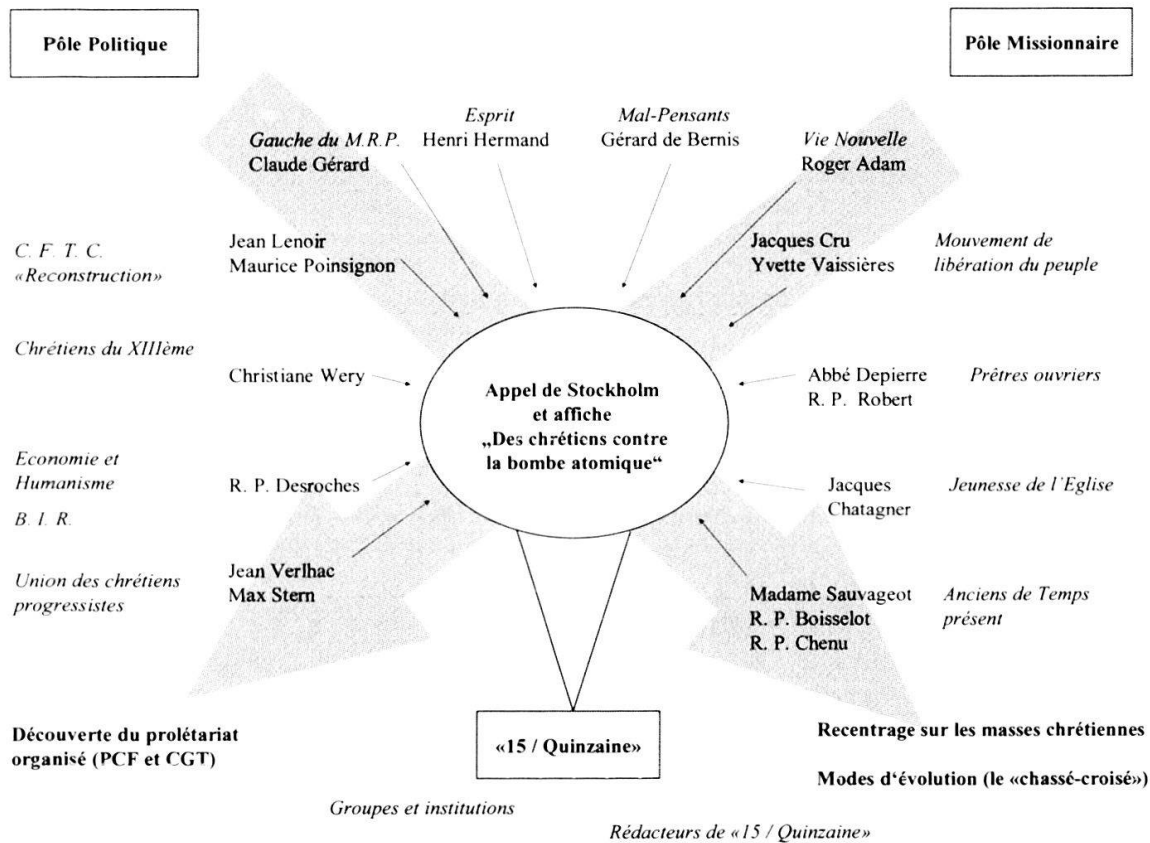 Pôle Politique
Pôle Missionnaire
Gauche du M.R.P.
Claude Gérard
Esprit
Henri Hermand
Mal-Pensants
Gérard de Bernis
Vie Nouvelle
Roger Adam
C. F. T. C.
«Reconstruction»
Jean Lenoir
Maurice Poinsignon
Jacques Cru
Yvette Vaissières
Mouvement de
libération du peuple
Chrétiens du XIIIème
Christiane Wery
Appel de Stockholm
et affiche
„Des chrétiens contre
la bombe atomique“
Abbé Depierre
R. P. Robert
Prêtres ouvriers
Economie et
Humanisme
B. I. R.
R. P. Desroches
Jacques
Chatagner
Jeunesse de l'Eglise
Union des chrétiens
progressistes
Jean Verlhac
Max Stern
Madame Sauvageot
R. P. Boisselot
R. P. Chenu
Anciens de Temps
présent
Découverte du prolétariat
organisé (PCF et CGT)
«15 / Quinzaine»
Recentrage sur les masses chrétiennes
Modes d‘évolution (le «chassé-croisé»)
Groupes et institutions
Rédacteurs de «15 / Quinzaine»